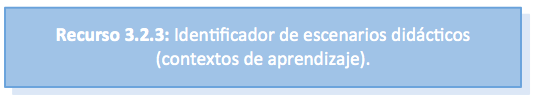 Recurso 3.2.3: Identificador de escenarios didácticos
(contextos de aprendizaje).